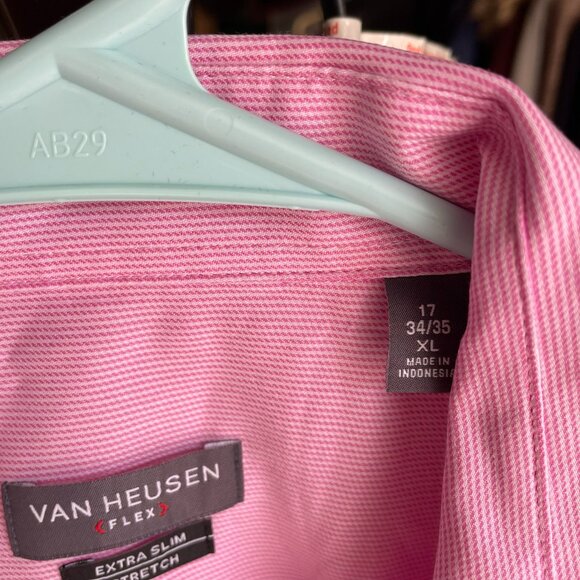 AB29
17
34/35
XL
MADE IN
INDONESIA
VAN HEUSEN
FLEX
EXTRA SLIM
STRETCH